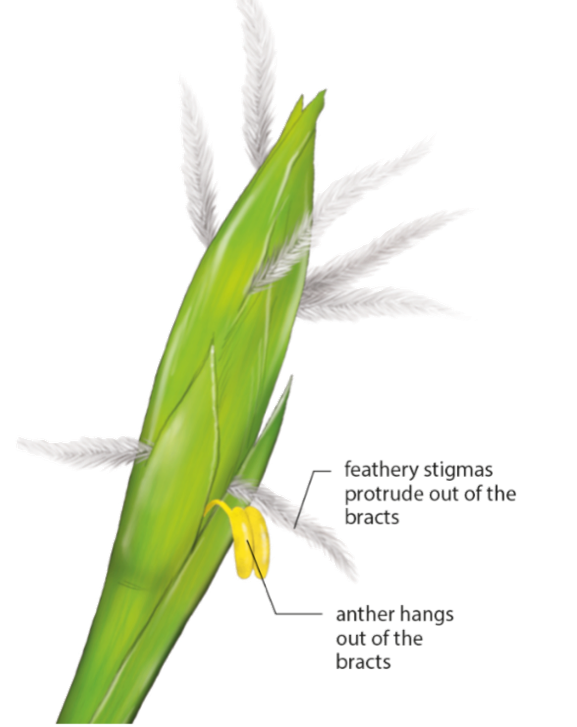 feathery stigmas
protrude out of the
bracts
anther hangs
out of the
bracts